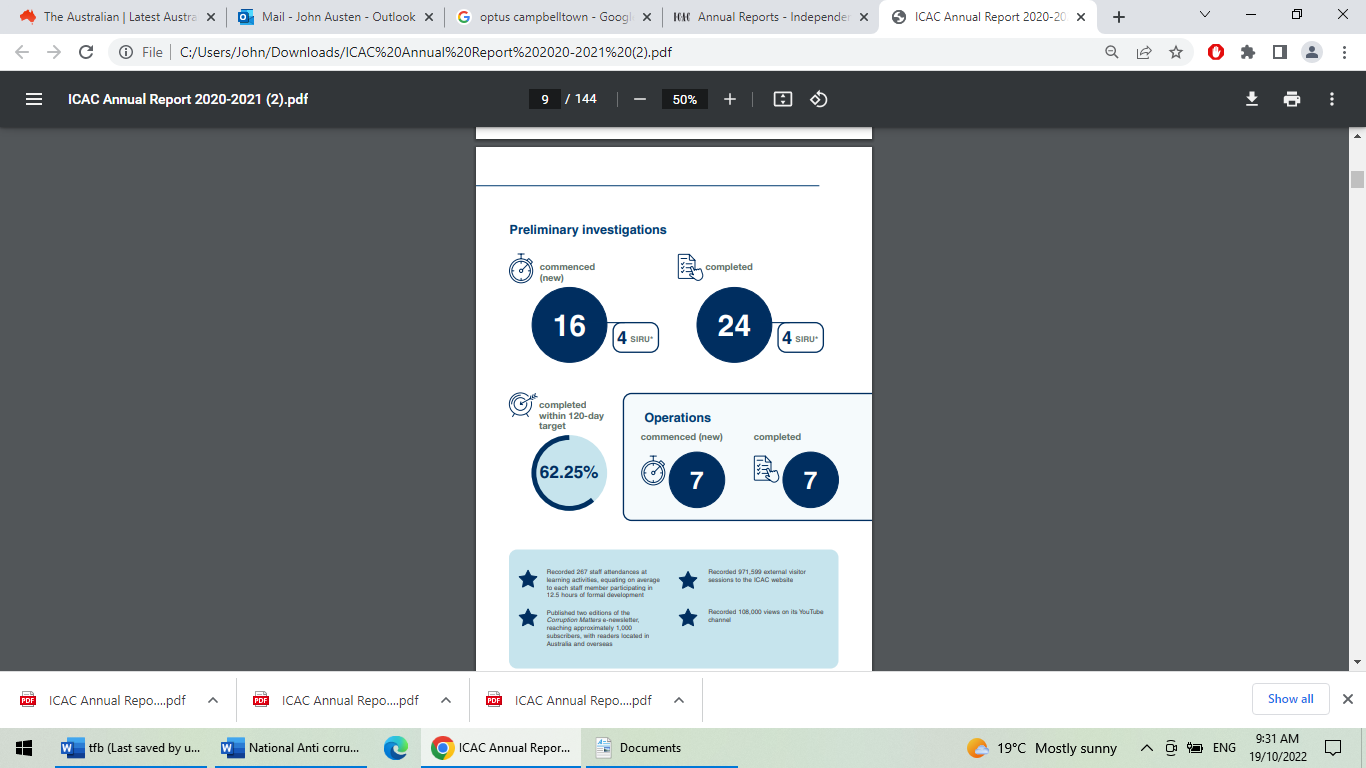 The Australian | Latest Austra
Mail - John Austen - Outlook
optus campbelltown - Googl
ICAC Annual Reports - Independen
ICAC Annual Report 2020-20
File C:/Users/John/Downloads/ICAC%20Annual%20Report%202020-2021%20(2).pdf
ICAC Annual Report 2020-2021 (2).pdf
9 / 144
50%
Preliminary investigations
commenced
(new)
16
4 SIRU*
completed
24
4 SIRU*
completed
within 120-day
target
62.25%
Operations
commenced (new)
7
completed
7
Recorded 267 staff attendances at
learning activities, equating on average
to each staff member participating in
12.5 hours of formal development
Published two editions of the
Corruption Matters e-newsletter,
reaching approximately 1,000
subscribers, with readers located in
Australia and overseas
Recorded 971,599 external visitor
sessions to the ICAC website
Recorded 108,000 views on its YouTube
channel
PDF ICAC Annual Repo....pdf
PDF ICAC Annual Repo....pdf
PDF ICAC Annual Repo....pdf
Show all
tfb (Last saved by u...
National Anti corru...
ICAC Annual Repor...
Documents
19°C Mostly sunny
ENG
9:31 AM
19/10/2022